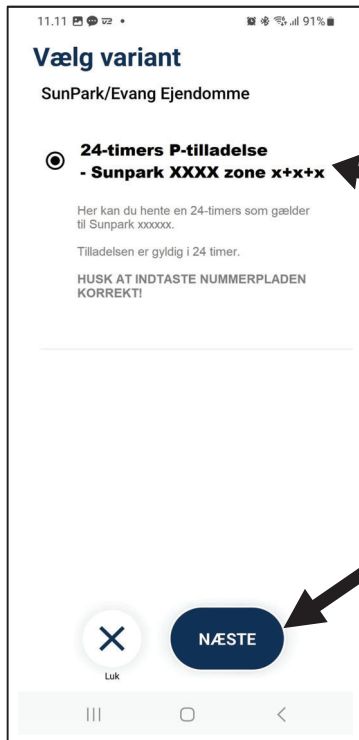 11.11 91%
Vælg variant
SunPark/Evang Ejendomme
24-timers P-tilladelse
- Sunpark XXXX zone x+x+x
Her kan du hente en 24-timers som gælder
til Sunpark xxxxxx.
Tilladelsen er gyldig i 24 timer.
HUSK AT INDTASTE NUMMERPLADEN
KORREKT!
NÆSTE
Luk